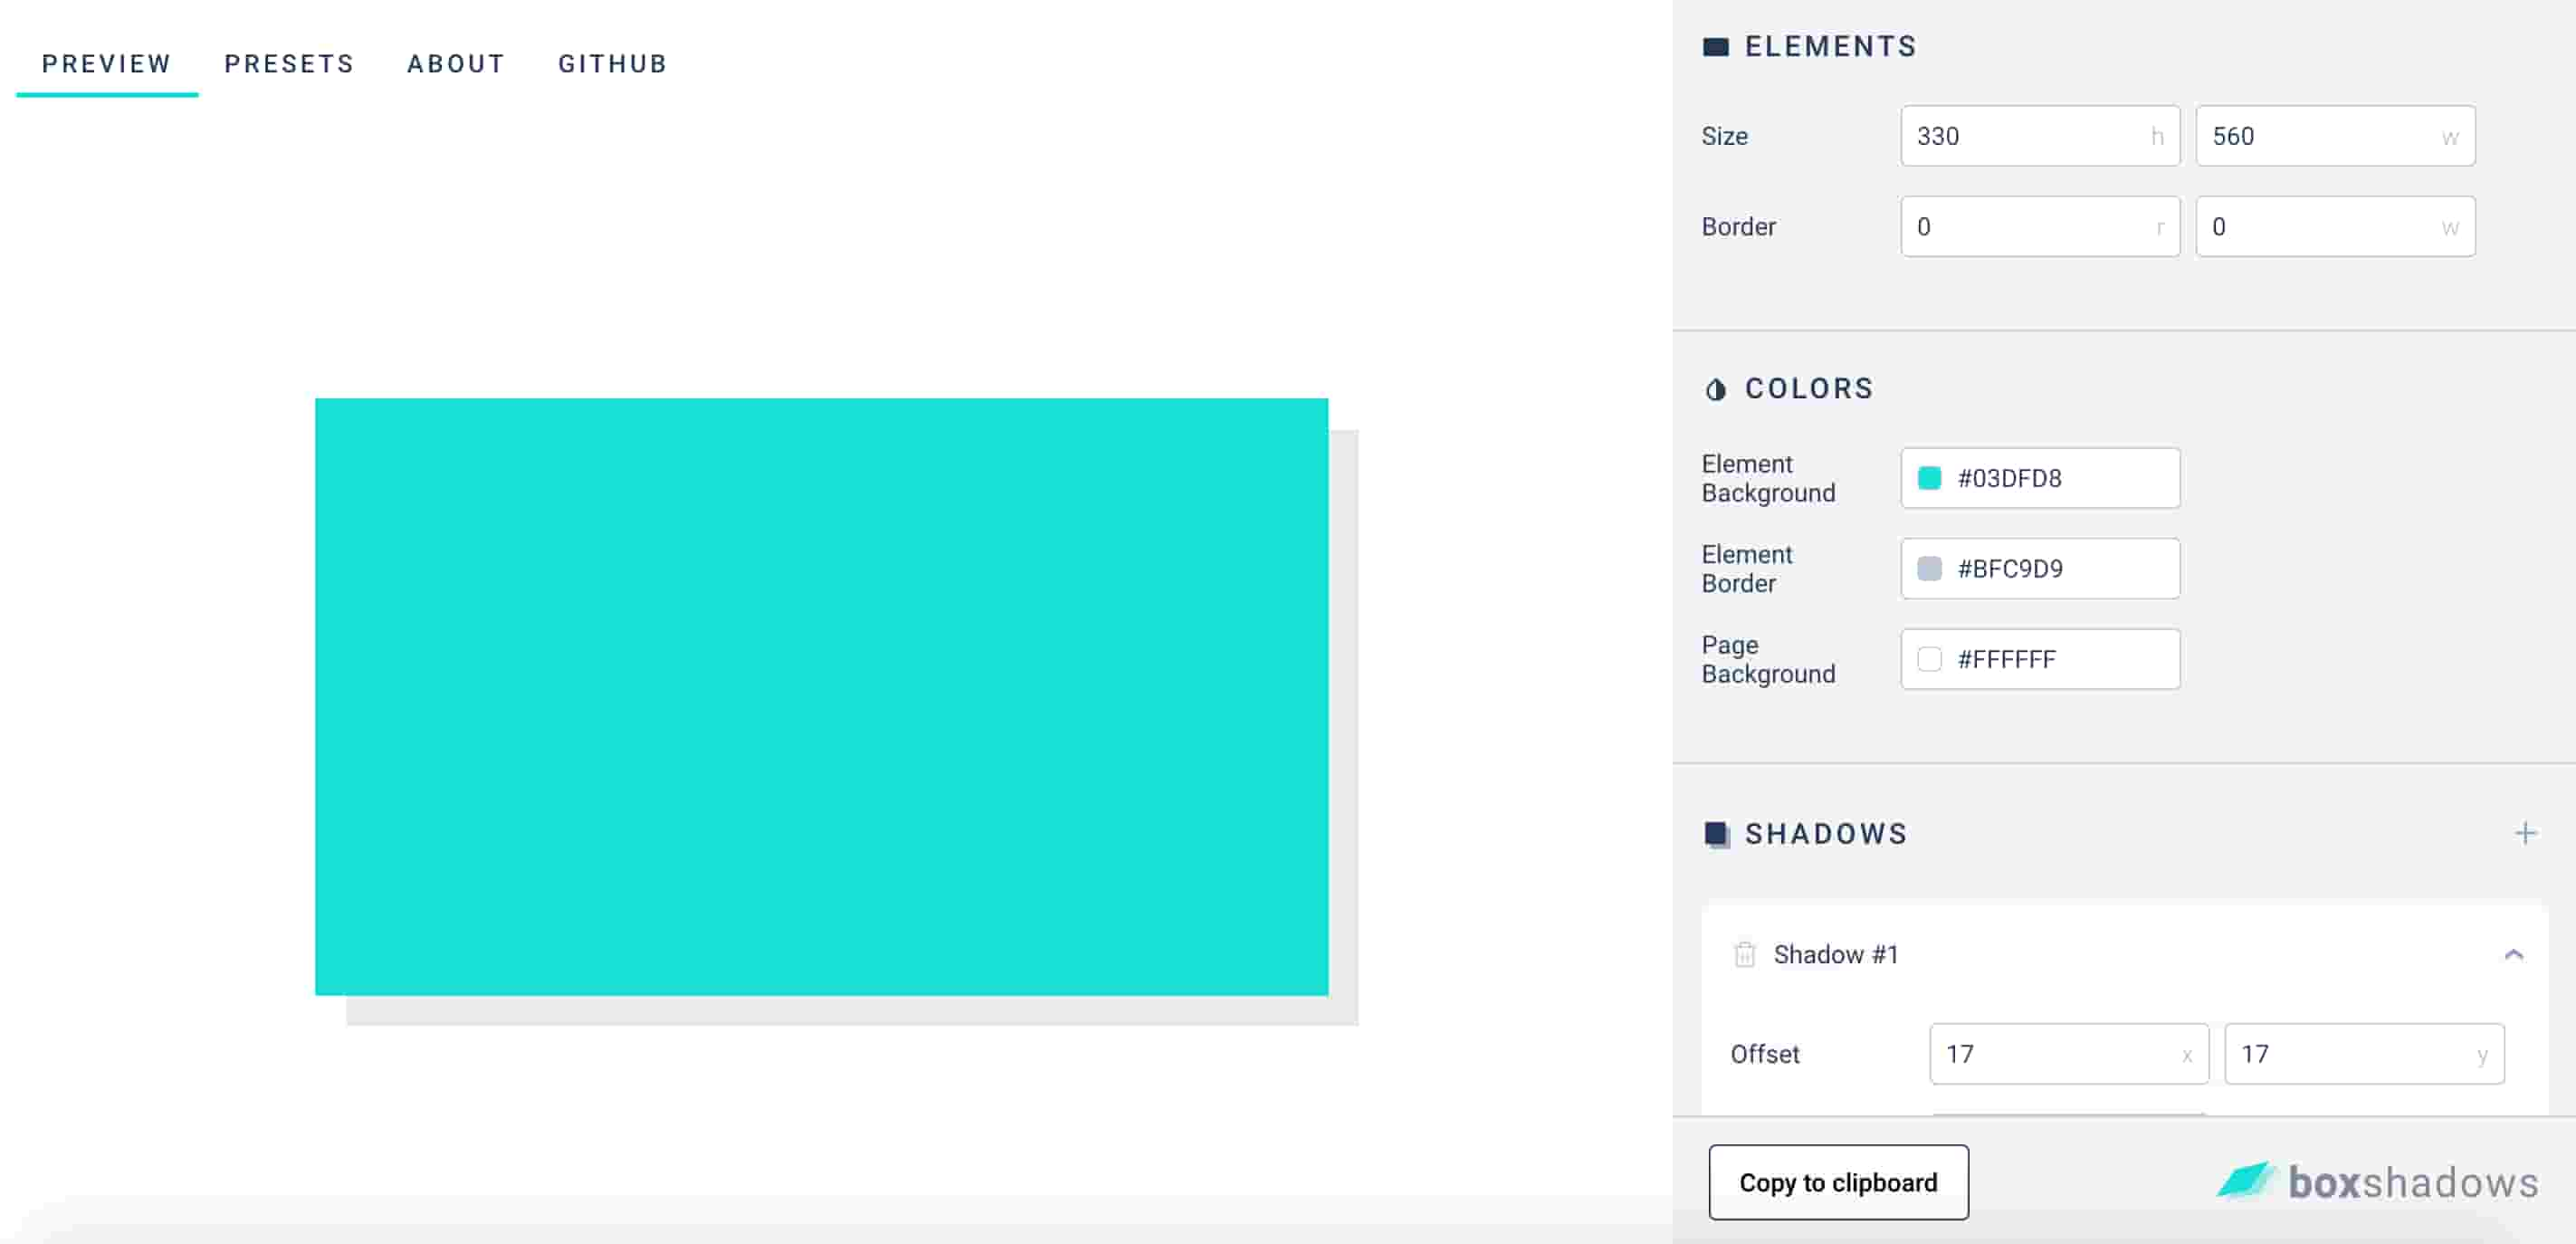 PREVIEW PRESETS ABOUT GITHUB
ELEMENTS
Size 330 h 560 w
Border 0 r 0 w
COLORS
Element
Background
#03DFD8
Element
Border
#BFC9D9
Page
Background
#FFFFFF
SHADOWS
Shadow #1
Offset 17 x 17 y
Copy to clipboard
boxshadows